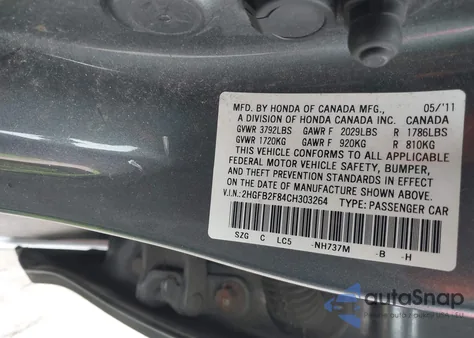 MFD. BY HONDA OF CANADA MFG., 05/'11
A DIVISION OF HONDA CANADA INC. CANADA
GVWR 3792LBS GAWR F 2029LBS R 1786LBS
GVWR 1720KG GAWR F 920KG R 810KG
THIS VEHICLE CONFORMS TO ALL APPLICABLE
FEDERAL MOTOR VEHICLE SAFETY, BUMPER,
AND THEFT PREVENTION STANDARDS IN EFFECT
ON THE DATE OF MANUFACTURE SHOWN ABOVE.
V.I.N.: 2HGFB2F84CH303264 TYPE: PASSENGER CAR
SZG C LC5 -NH737M -B -H
autoSnap